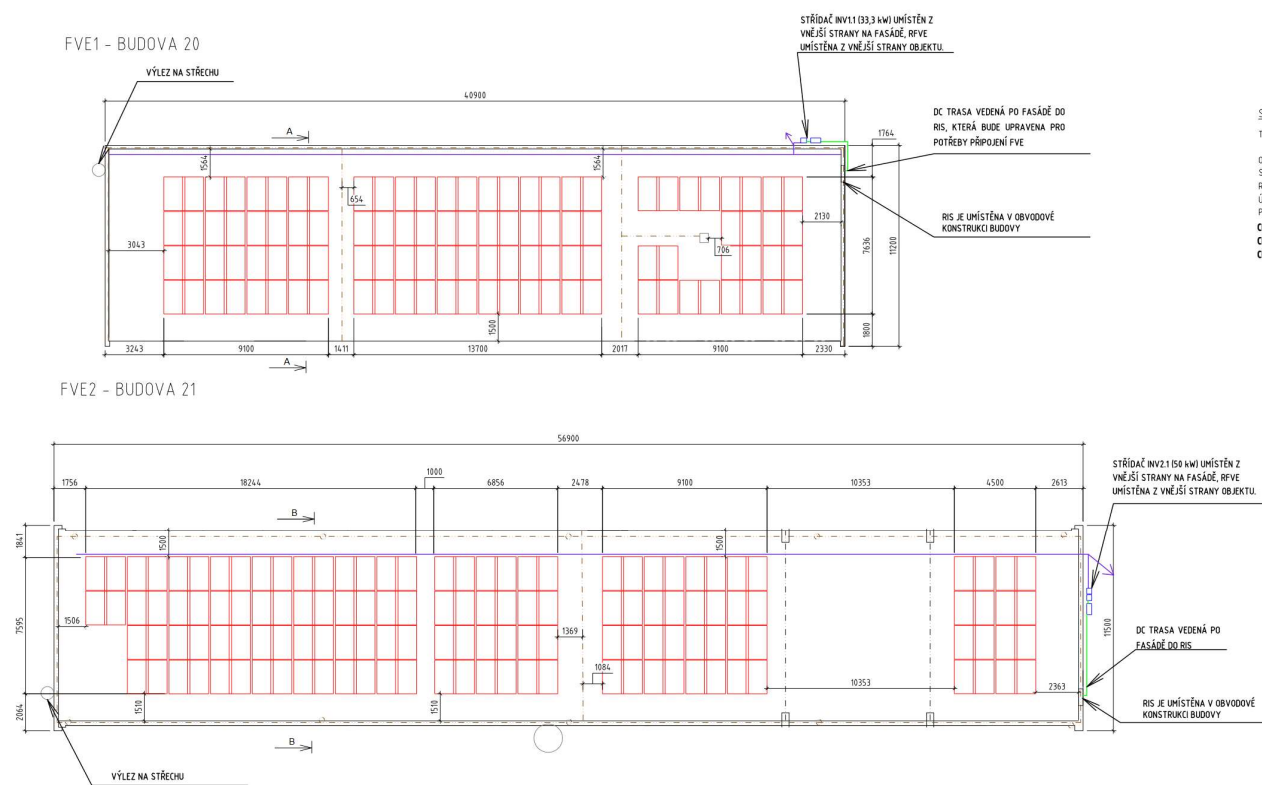 FVE1 - BUDOVA 20
VÝLEZ NA STŘECHU
STŘÍDAČ INV1.1 (33,3 kW) UMÍSTĚN Z
VNĚJŠÍ STRANY NA FASÁDĚ, RFVE
UMÍSTĚNA Z VNĚJŠÍ STRANY OBJEKTU.
40900
A
DC TRASA VEDENÁ PO FASÁDĚ DO
RIS, KTERÁ BUDE UPRAVENA PRO
POTŘEBY PŘIPOJENÍ FVE
1764
1564
1564
654
3043
706
2130
7636
11200
RIS JE UMÍSTĚNA V OBVODOVÉ
KONSTRUKCI BUDOVY
1500
1800
3243
9100
1411
13700
2017
9100
2330
A
FVE2 - BUDOVA 21
56900
1756
18244
1000
6856
2478
9100
10353
4500
2613
STŘÍDAČ INV2.1 (50 kW) UMÍSTĚN Z
VNĚJŠÍ STRANY NA FASÁDĚ, RFVE
UMÍSTĚNA Z VNĚJŠÍ STRANY OBJEKTU.
B
1841
1500
1500
7595
1506
1369
1084
11500
DC TRASA VEDENÁ PO
FASÁDĚ DO RIS
10353
2363
2064
1510
1510
RIS JE UMÍSTĚNA V OBVODOVÉ
KONSTRUKCI BUDOVY
B
VÝLEZ NA STŘECHU